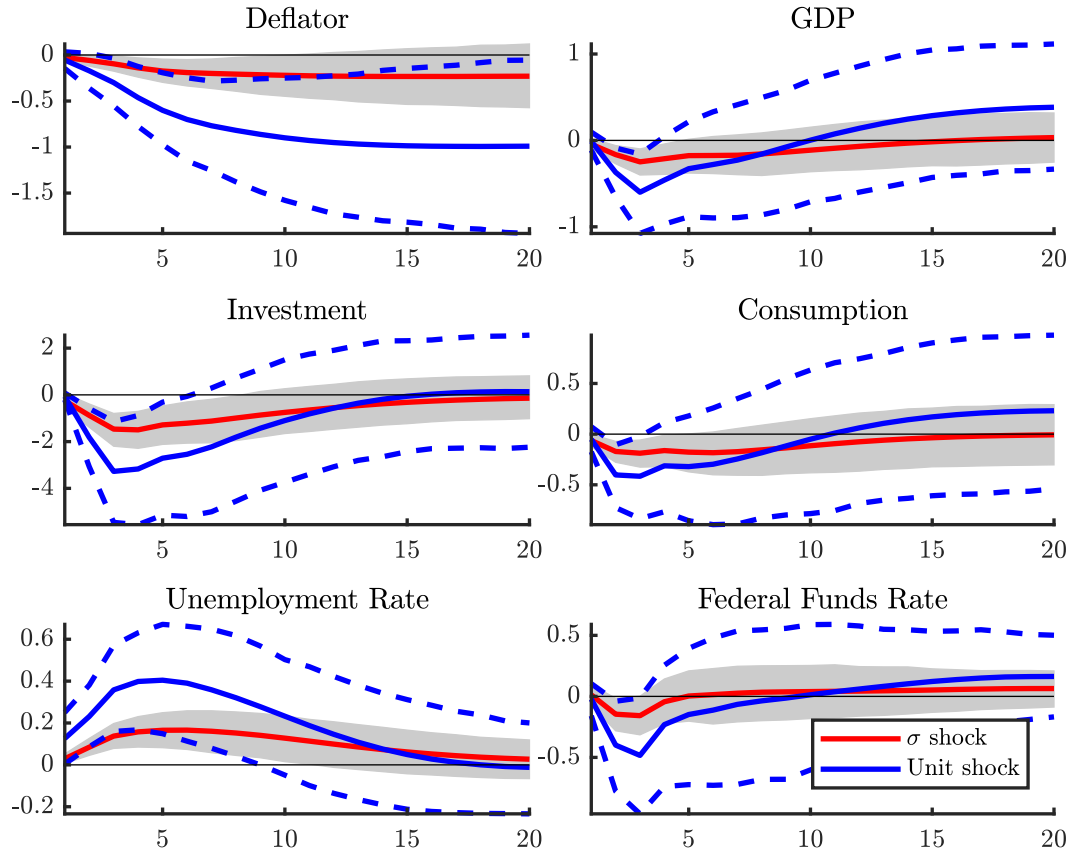 Deflator
0
-0.5
-1
-1.5
5 10 15 20
GDP
1
0
-1
5 10 15 20
Investment
2
0
-2
-4
5 10 15 20
Consumption
0.5
0
-0.5
5 10 15 20
Unemployment Rate
0.6
0.4
0.2
0
-0.2
5 10 15 20
Federal Funds Rate
0.5
0
-0.5
5 10 15 20
σ shock
Unit shock